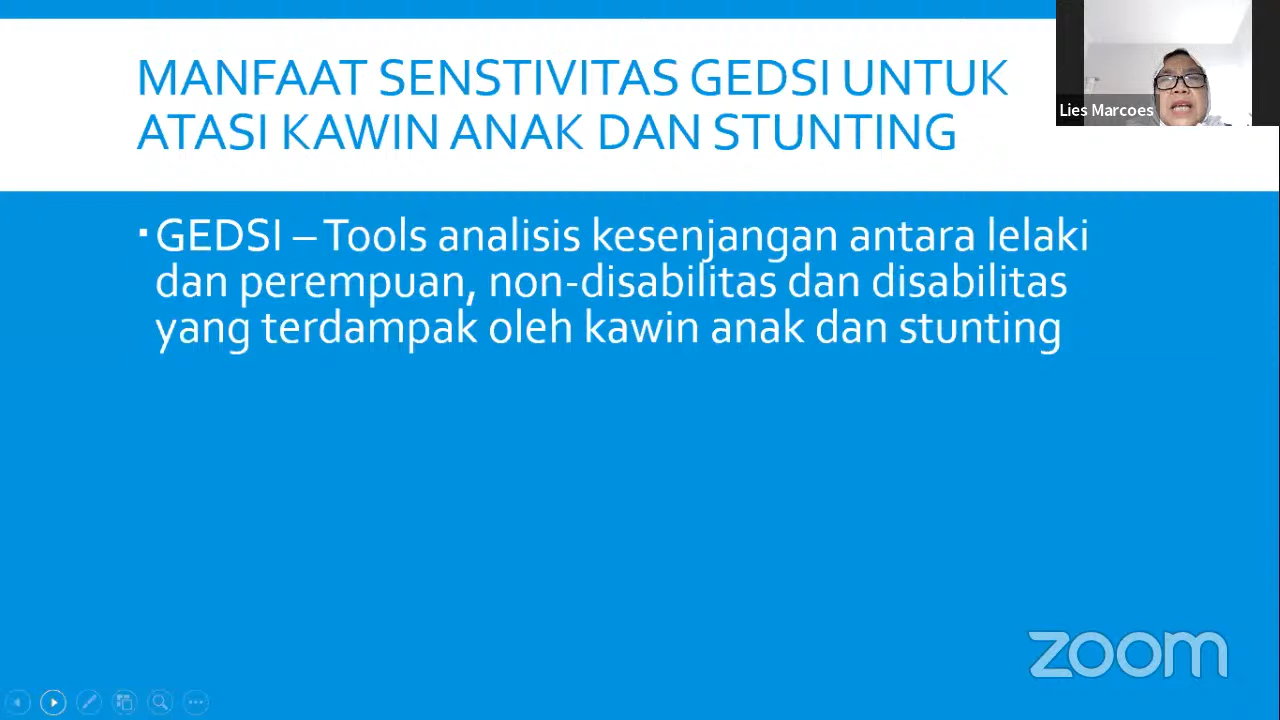 MANFAAT SENSTIVITAS GEDSI UNTUK
ATASI KAWIN ANAK DAN STUNTING
Lies Marcoes
▪ GEDSI – Tools analisis kesenjangan antara lelaki
dan perempuan, non-disabilitas dan disabilitas
yang terdampak oleh kawin anak dan stunting
zoom